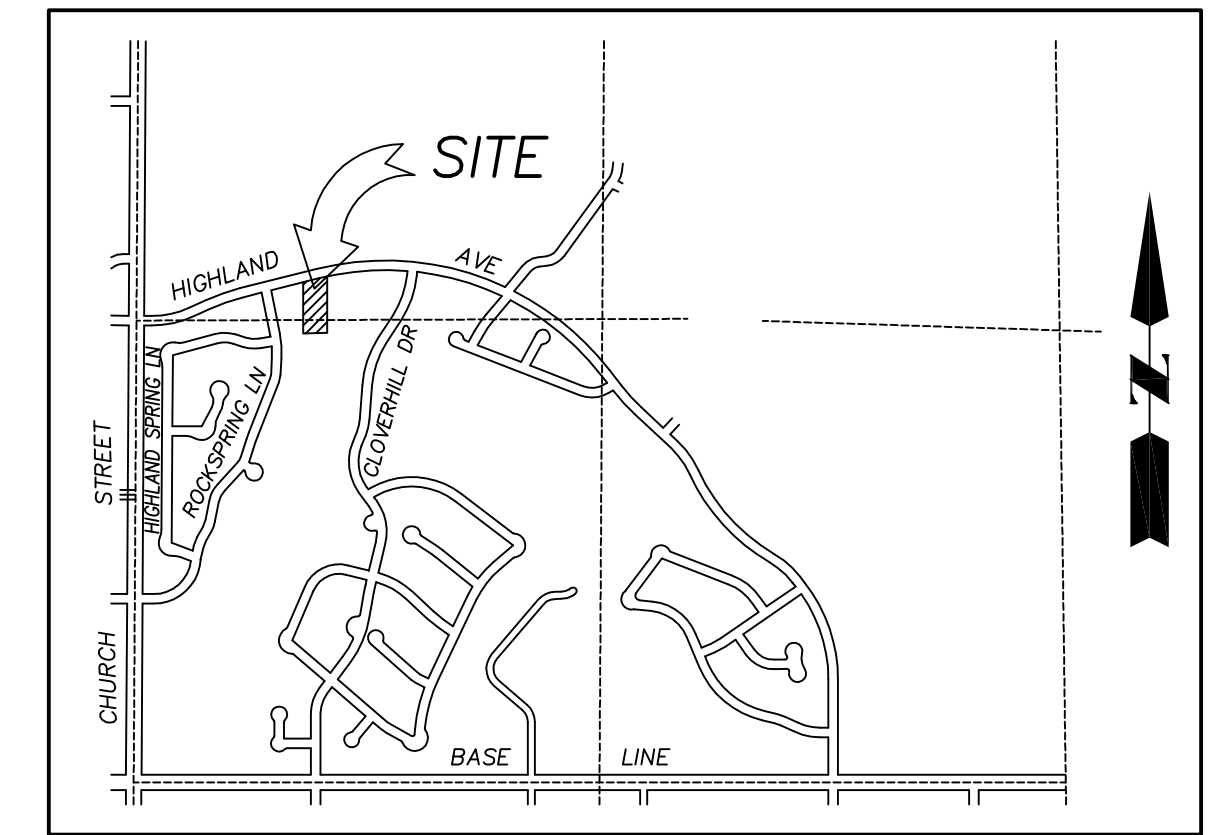 SITE
HIGHLAND AVE
HIGHLAND SPRING LN
ROCKSPRING LN
CLOVERHILL DR
CHURCH STREET
BASE LINE
N